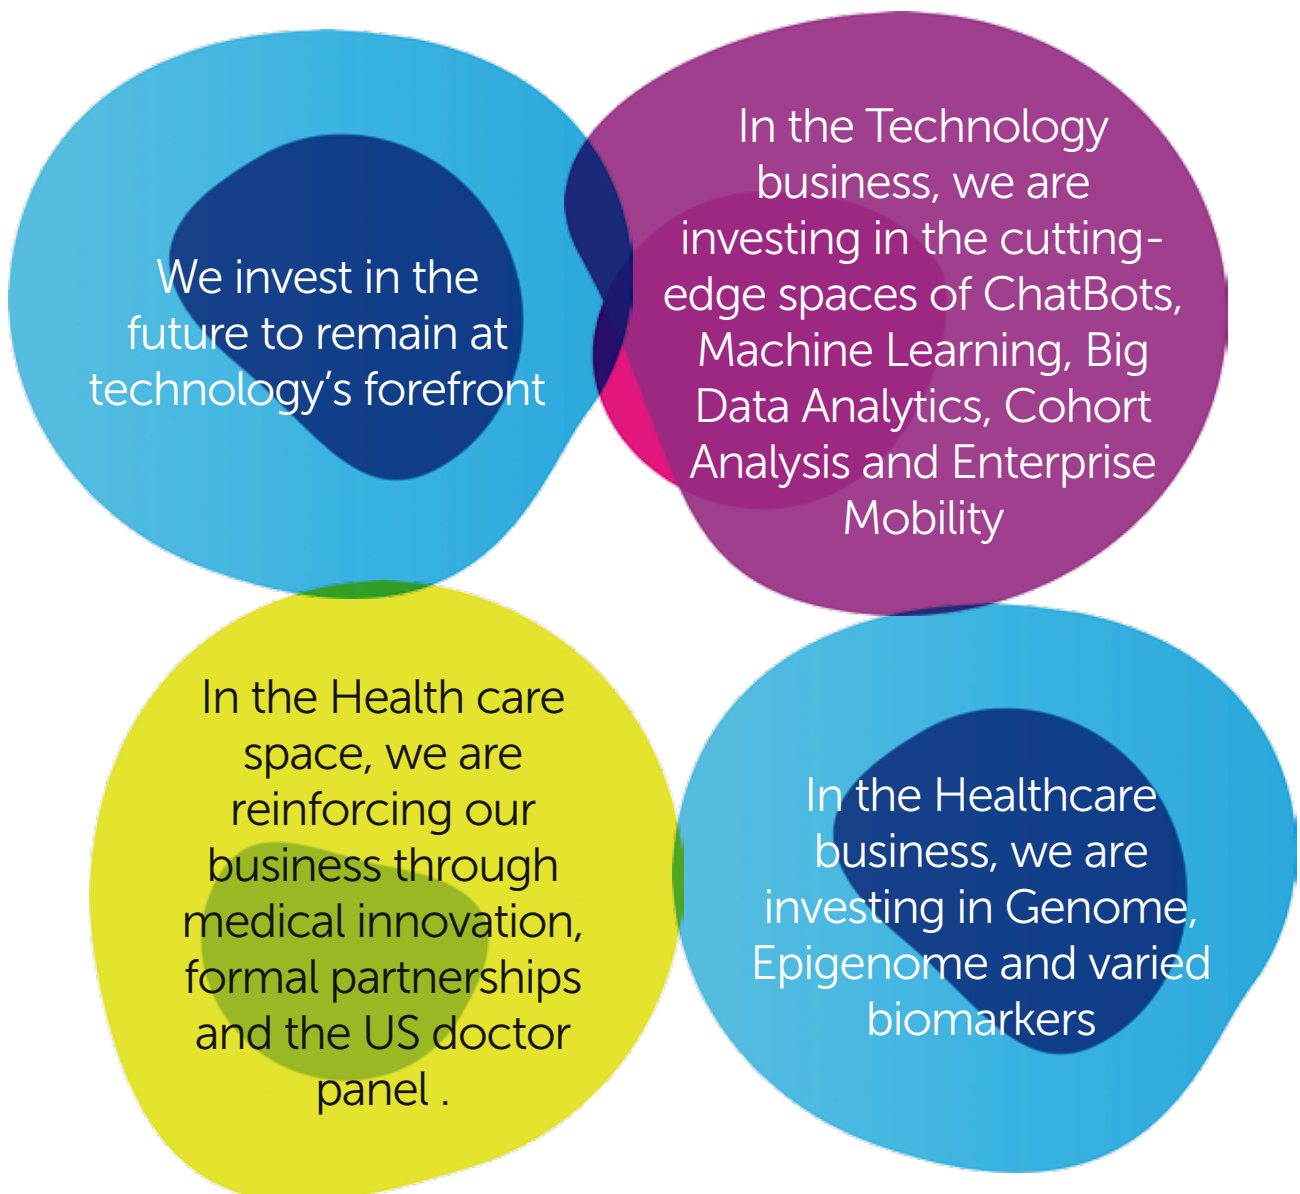 We invest in the
future to remain at
technology's forefront
In the Technology
business, we are
investing in the cutting-
edge spaces of ChatBots,
Machine Learning, Big
Data Analytics, Cohort
Analysis and Enterprise
Mobility
In the Health care
space, we are
reinforcing our
business through
medical innovation,
formal partnerships
and the US doctor
panel .
In the Healthcare
business, we are
investing in Genome,
Epigenome and varied
biomarkers